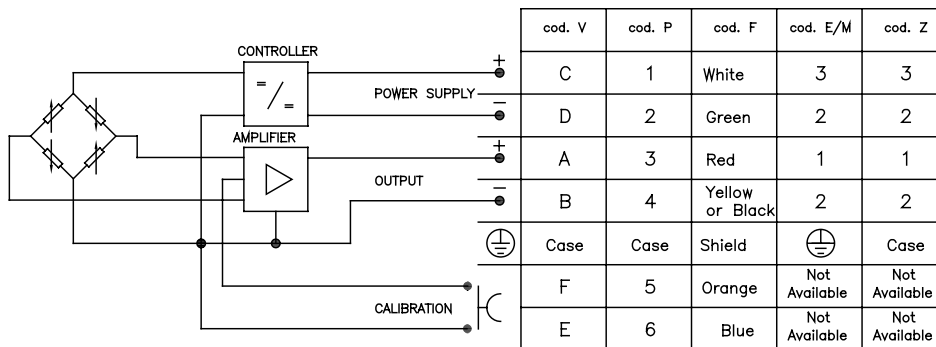 cod. V cod. P cod. F cod. E/M cod. Z
CONTROLLER
= / =
+ C 1 White 3 3
POWER SUPPLY
− D 2 Green 2 2
AMPLIFIER
+ A 3 Red 1 1
OUTPUT
− B 4 Yellow or Black 2 2
Case Case Shield Case
F 5 Orange Not Available Not Available
CALIBRATION
E 6 Blue Not Available Not Available